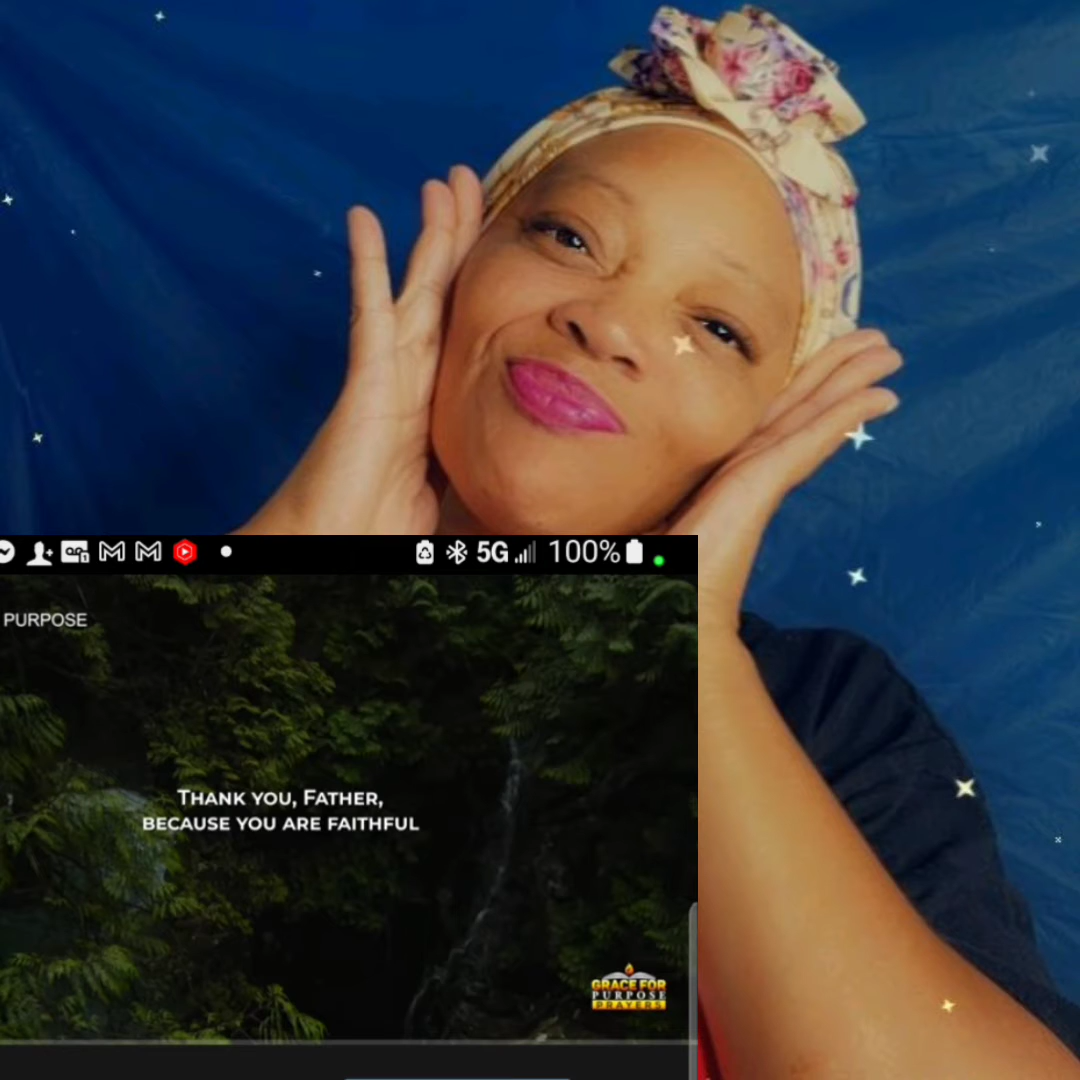 5G 100%
PURPOSE
THANK YOU, FATHER,
BECAUSE YOU ARE FAITHFUL
GRACE FOR
PURPOSE
PRAYERS